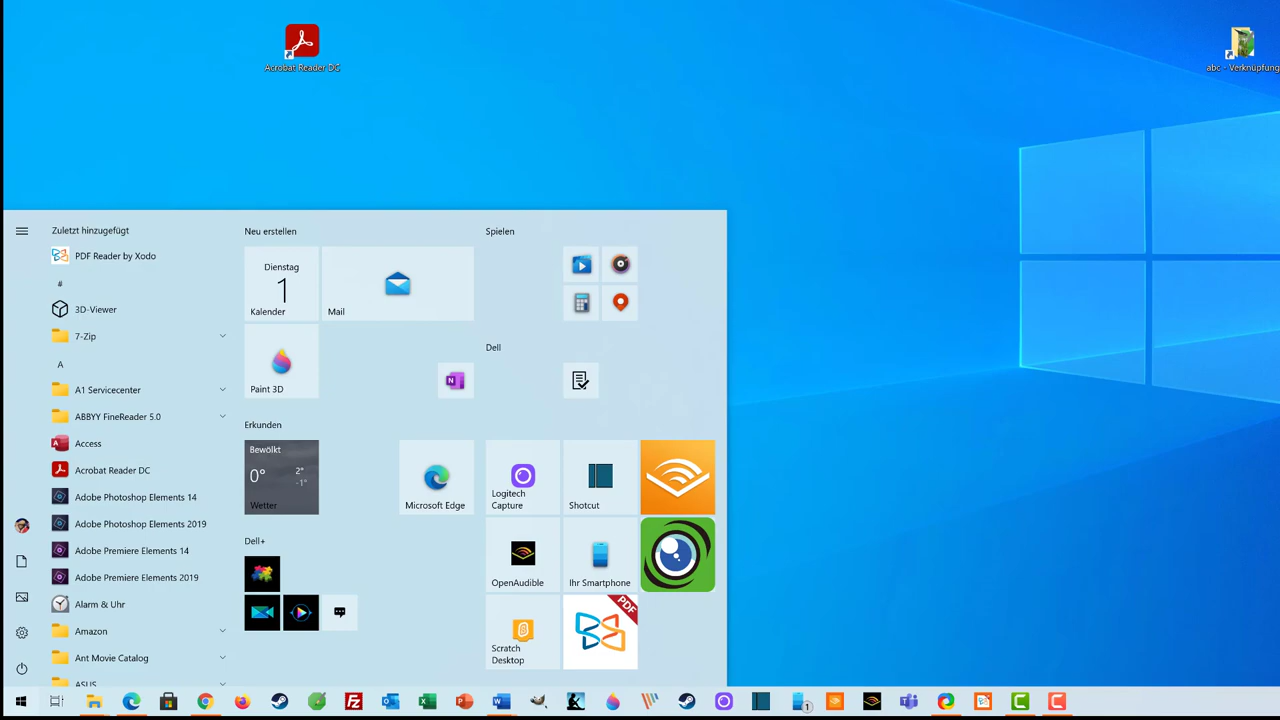 Acrobat Reader DC
abc - Verknüpfung
Zuletzt hinzugefügt
PDF Reader by Xodo
#
3D-Viewer
7-Zip
A
A1 Servicecenter
ABBYY FineReader 5.0
Access
Acrobat Reader DC
Adobe Photoshop Elements 14
Adobe Photoshop Elements 2019
Adobe Premiere Elements 14
Adobe Premiere Elements 2019
Alarm & Uhr
Amazon
Ant Movie Catalog
ASUS
Neu erstellen
Dienstag
1
Kalender
Mail
Paint 3D
N
Erkunden
Bewölkt
0°
2°
-1°
Wetter
Microsoft Edge
Dell+
Spielen
Dell
Logitech
Capture
Shotcut
OpenAudible
Ihr Smartphone
Scratch
Desktop
PDF
1